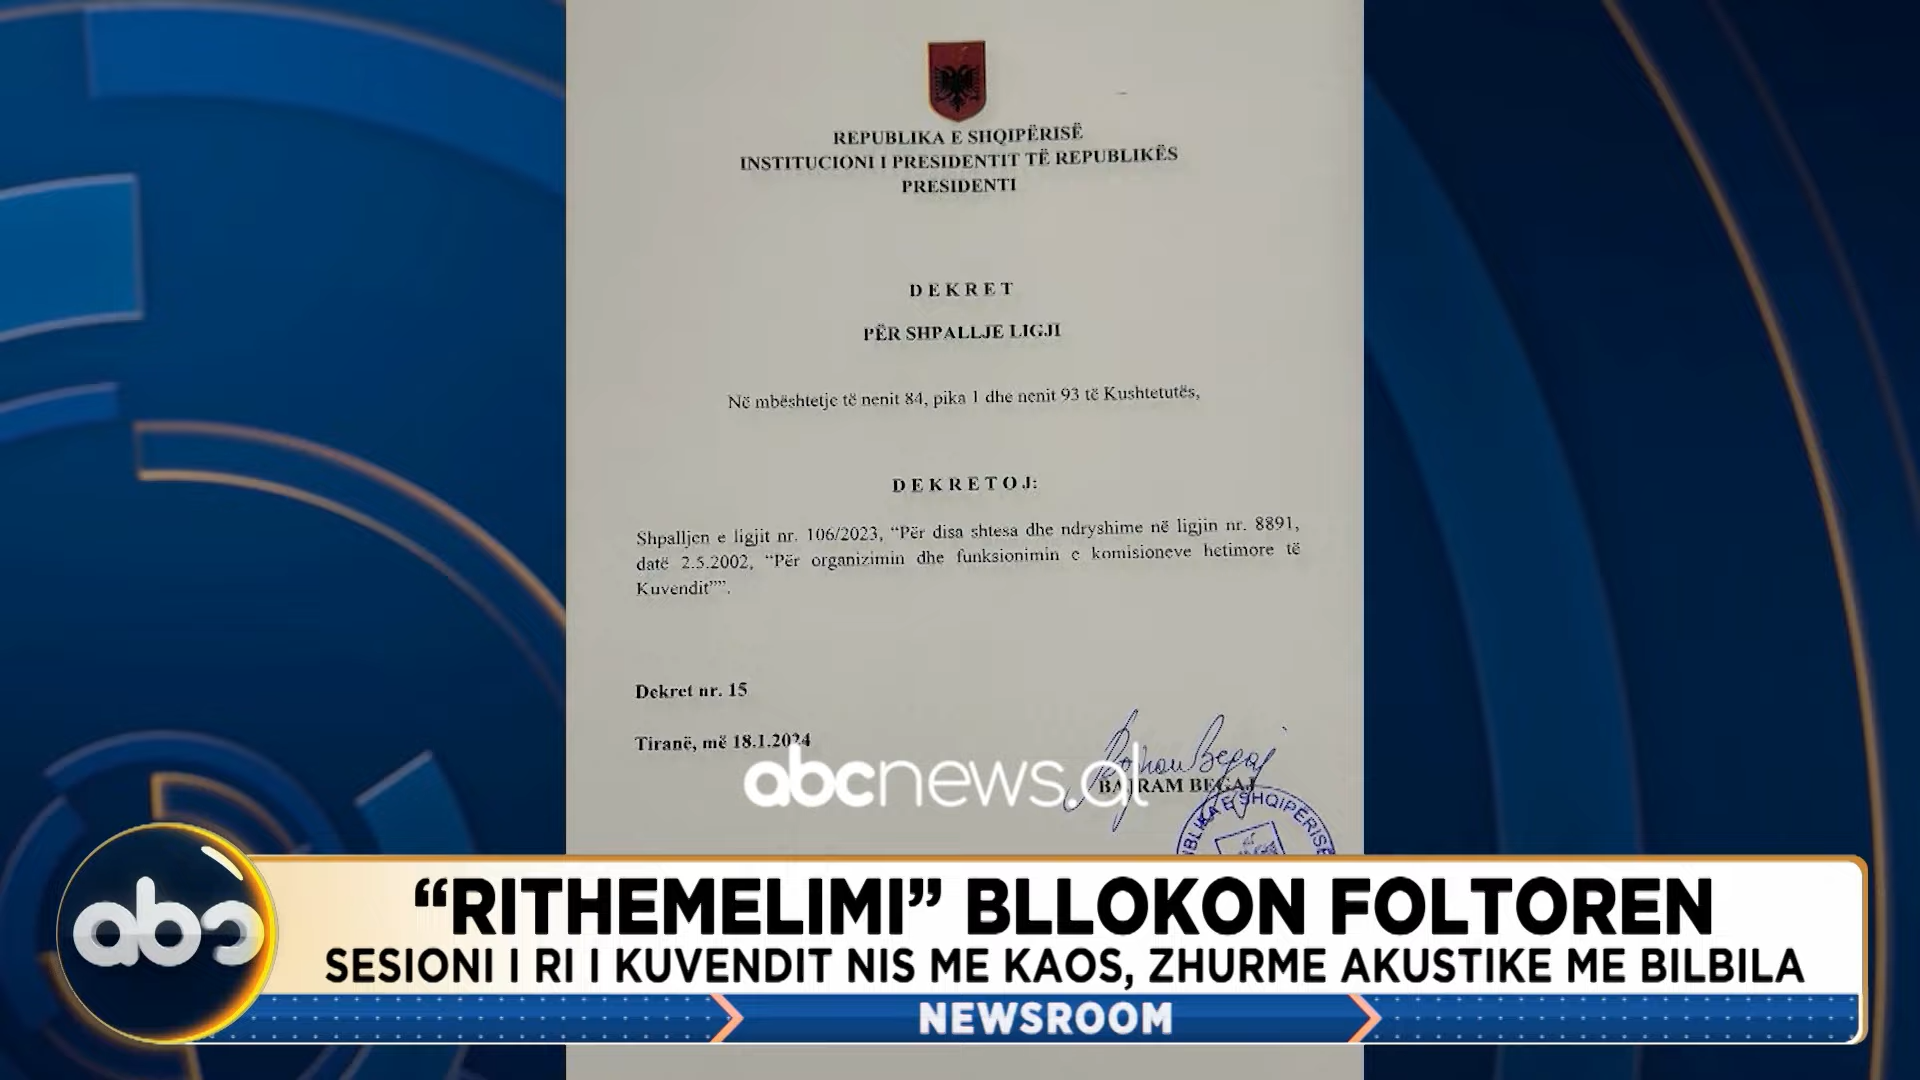 REPUBLIKA E SHQIPËRISË
INSTITUCIONI I PRESIDENTIT TË REPUBLIKËS
PRESIDENTI
DEKRET
PËR SHPALLJE LIGJI
Në mbështetje të nenit 84, pika 1 dhe nenit 93 të Kushtetutës,
DEKRETOJ:
Shpalljen e ligjit nr. 106/2023, “Për disa shtesa dhe ndryshime në ligjin nr. 8891,
datë 2.5.2002, “Për organizimin dhe funksionimin e komisioneve hetimore të
Kuvendit””.
Dekret nr. 15
Tiranë, më 18.1.2024
Bajram Begaj
BAJRAM BEGAJ
abcnews.al
BLIKA E SHQIPËRISË
abc
“RITHEMELIMI” BLLOKON FOLTOREN
SESIONI I RI I KUVENDIT NIS ME KAOS, ZHURME AKUSTIKE ME BILBILA
NEWSROOM